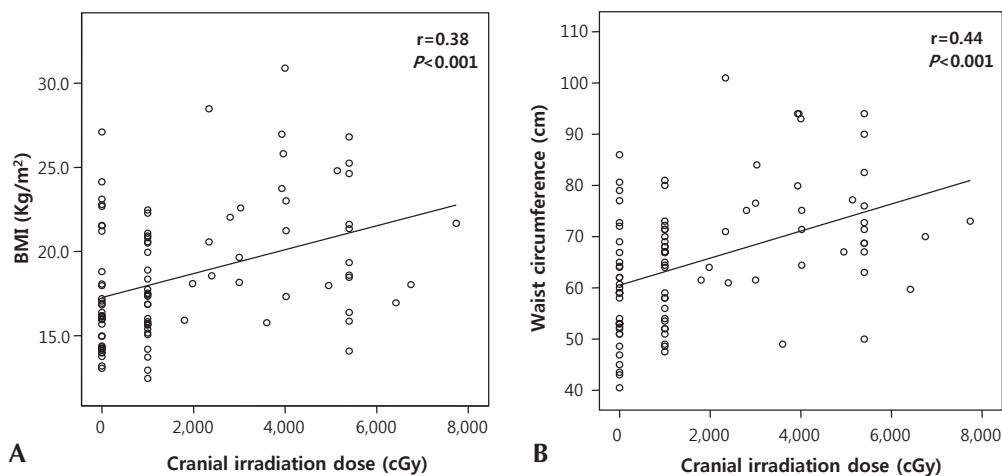 r=0.38
P<0.001
BMI (Kg/m²)
30.0
25.0
20.0
15.0
0 2,000 4,000 6,000 8,000
Cranial irradiation dose (cGy)
A
r=0.44
P<0.001
Waist circumference (cm)
110
100
90
80
70
60
50
40
0 2,000 4,000 6,000 8,000
Cranial irradiation dose (cGy)
B